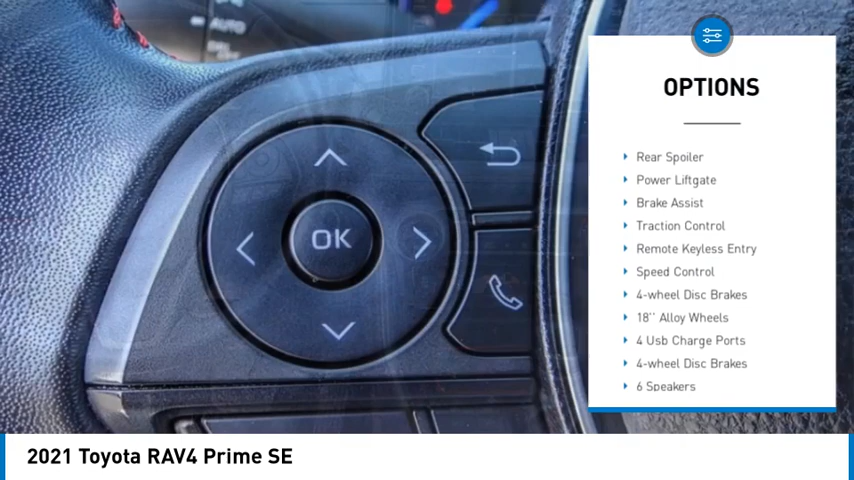 AUTO
OK
OPTIONS
Rear Spoiler
Power Liftgate
Brake Assist
Traction Control
Remote Keyless Entry
Speed Control
4-wheel Disc Brakes
18'' Alloy Wheels
4 Usb Charge Ports
4-wheel Disc Brakes
6 Speakers
2021 Toyota RAV4 Prime SE